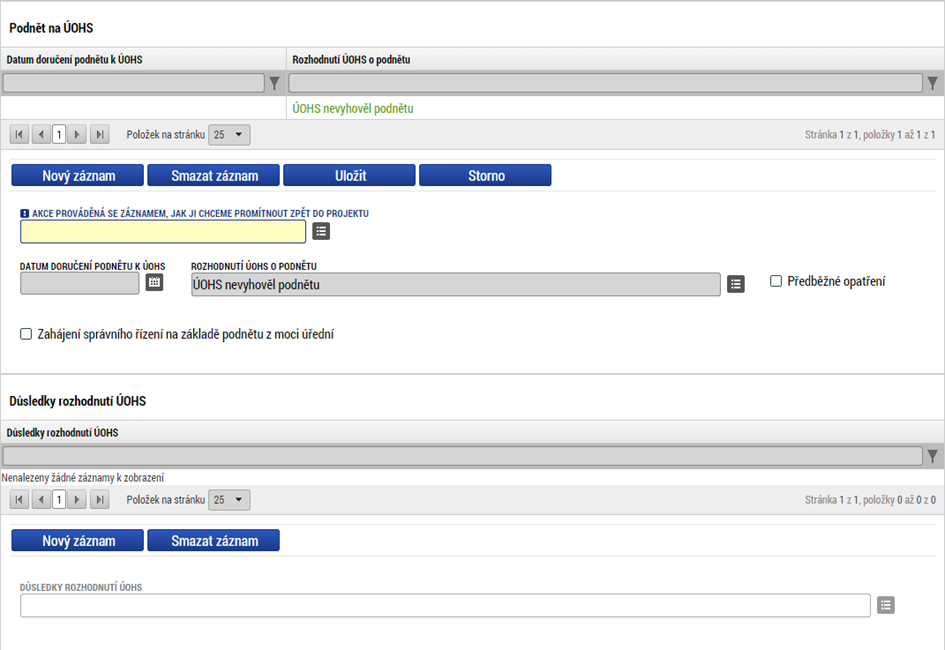 Podnět na ÚOHS
Datum doručení podnětu k ÚOHS Rozhodnutí ÚOHS o podnětu
ÚOHS nevyhověl podnětu
1 Položek na stránku 25 Stránka 1 z 1, položky 1 až 1 z 1
Nový záznam Smazat záznam Uložit Storno
AKCE PROVÁDĚNÁ SE ZÁZNAMEM, JAK JI CHCEME PROMÍTNOUT ZPĚT DO PROJEKTU
DATUM DORUČENÍ PODNĚTU K ÚOHS ROZHODNUTÍ ÚOHS O PODNĚTU
ÚOHS nevyhověl podnětu Předběžné opatření
Zahájení správního řízení na základě podnětu z moci úřední
Důsledky rozhodnutí ÚOHS
Důsledky rozhodnutí ÚOHS
Nenalezeny žádné záznamy k zobrazení
1 Položek na stránku 25 Stránka 1 z 1, položky 0 až 0 z 0
Nový záznam Smazat záznam
DŮSLEDKY ROZHODNUTÍ ÚOHS